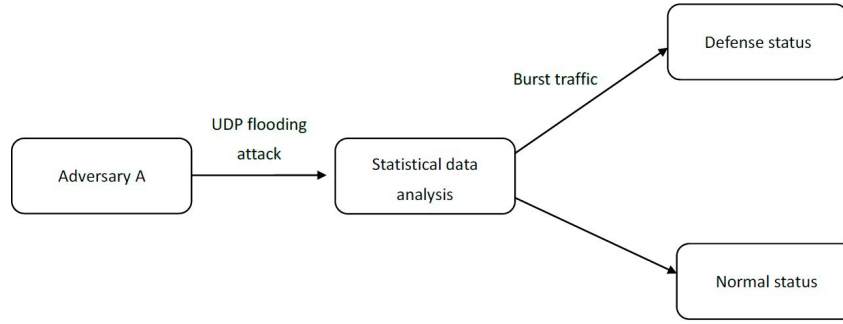 Defense status
Burst traffic
UDP flooding
attack
Adversary A
Statistical data
analysis
Normal status